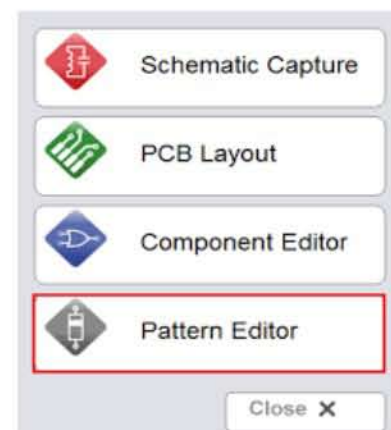 Schematic Capture
PCB Layout
Component Editor
Pattern Editor
Close X